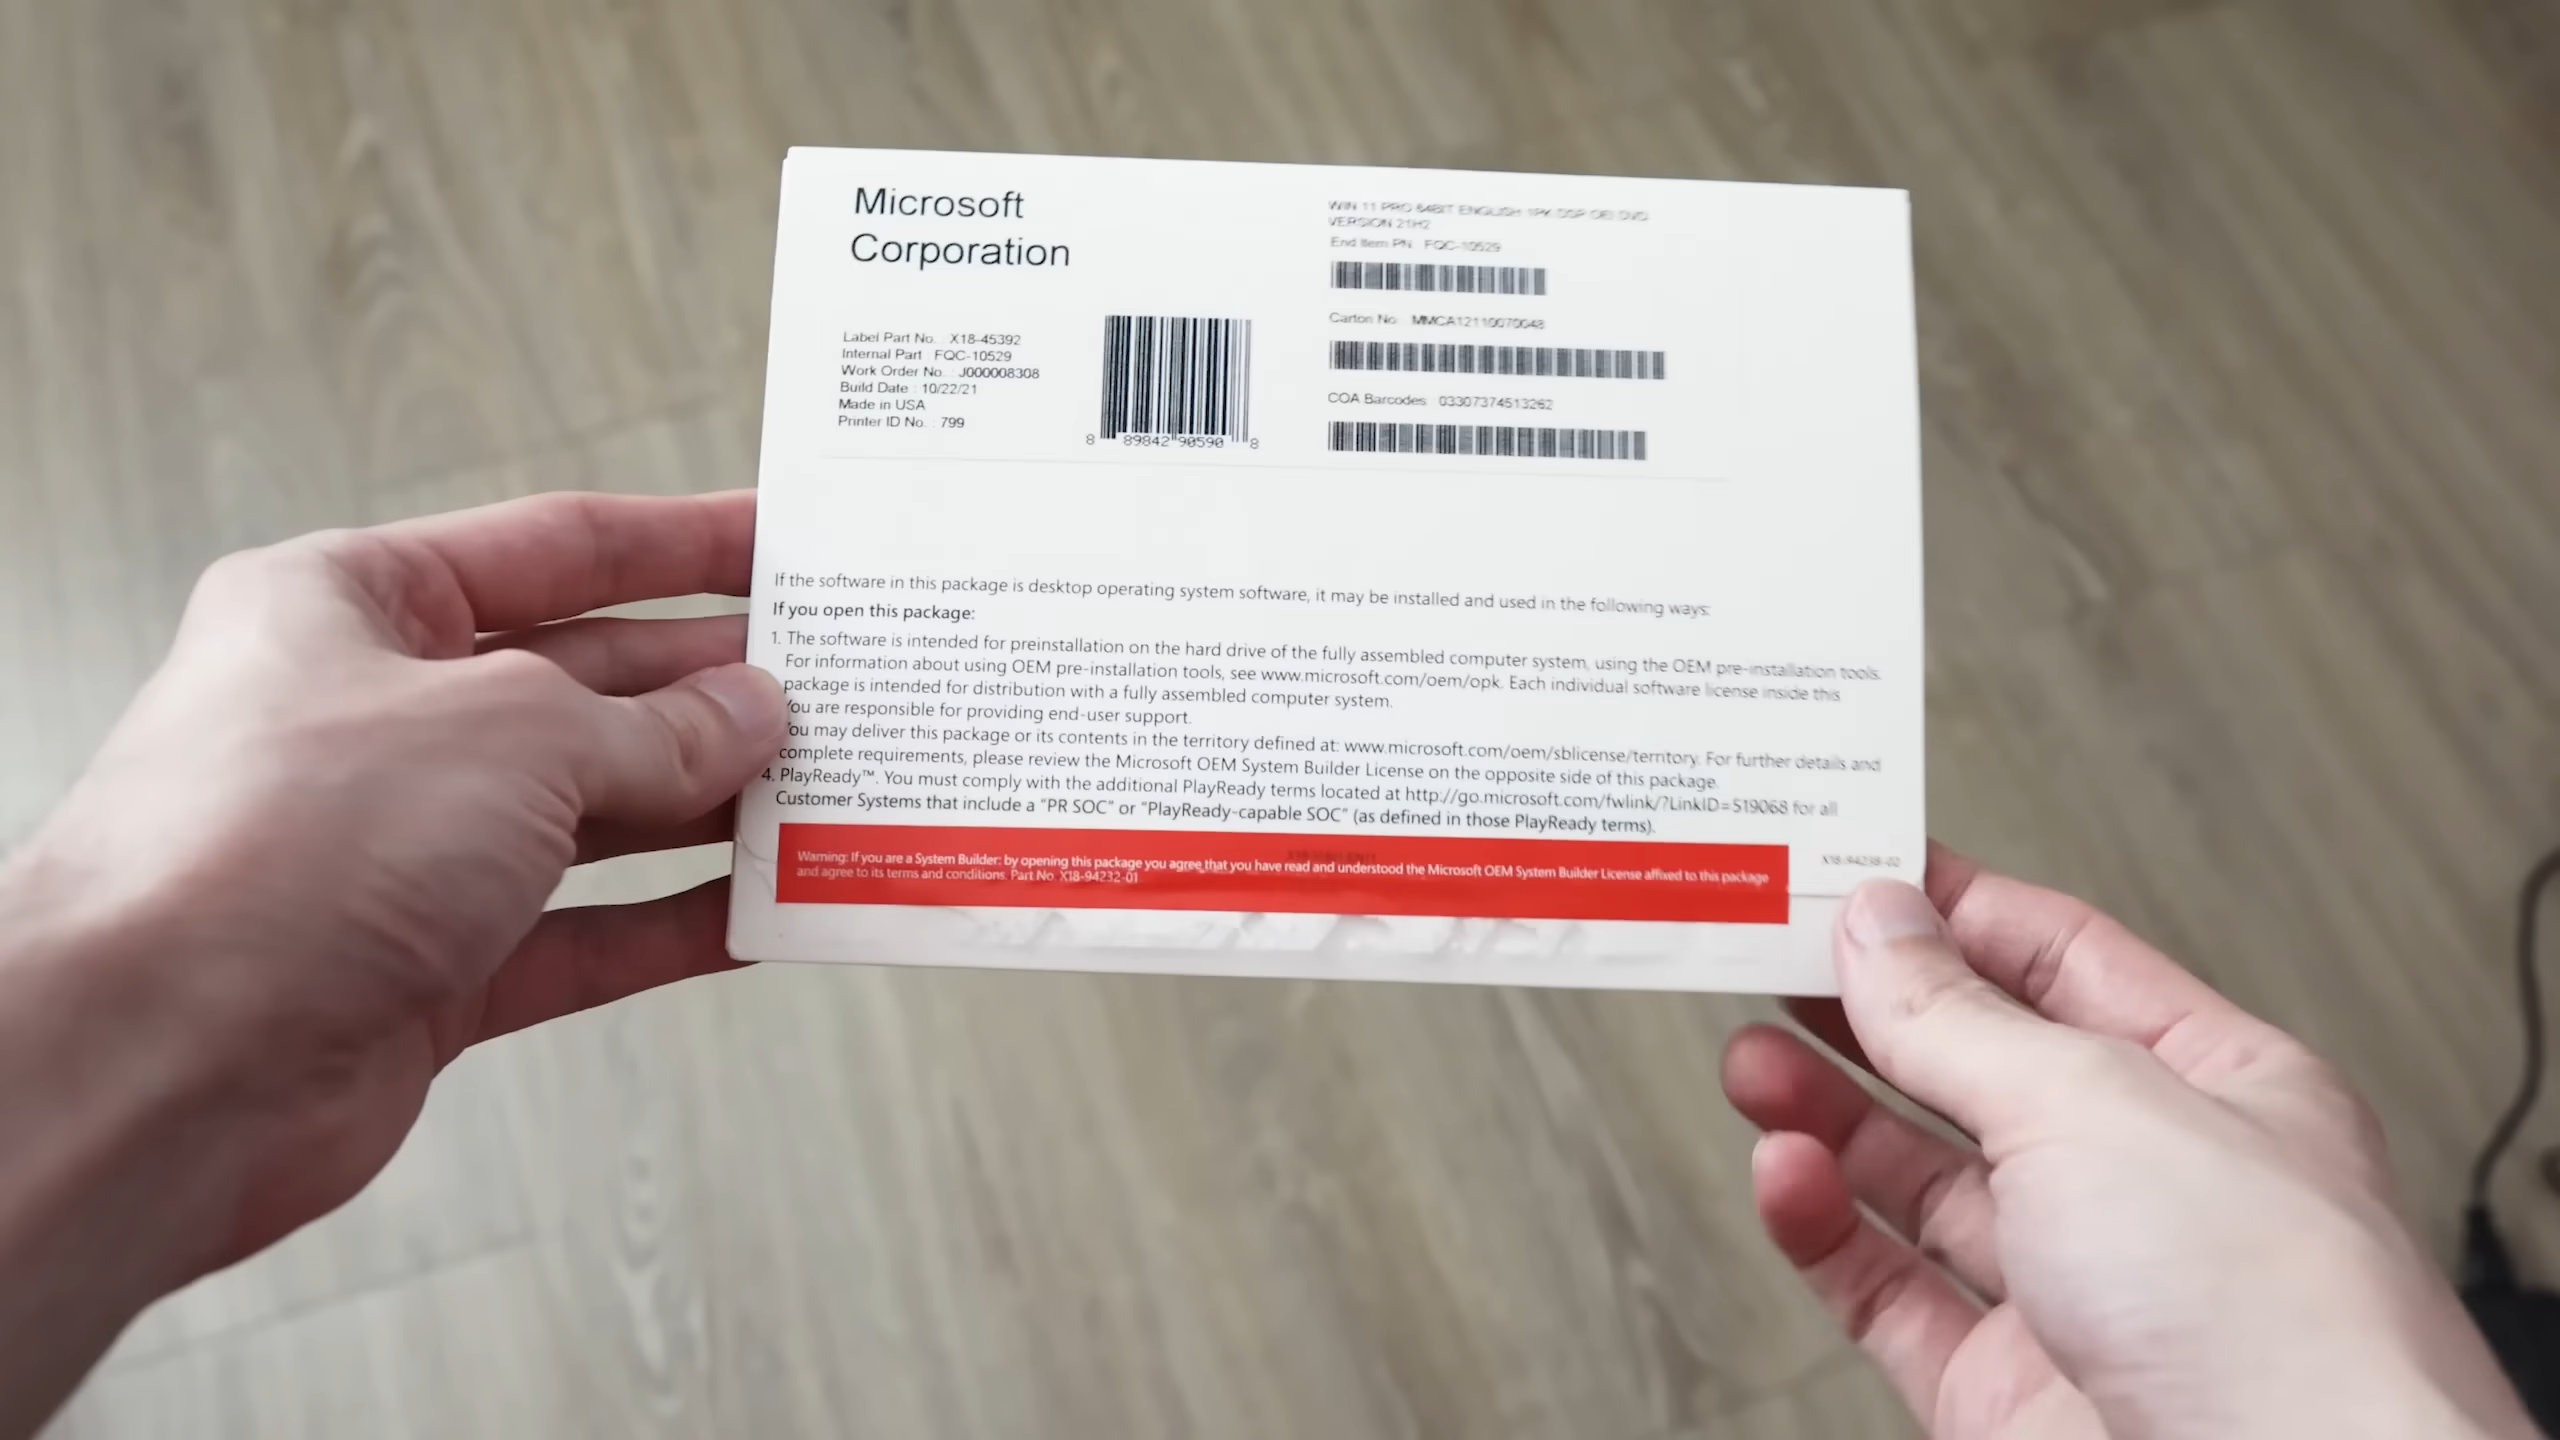 Microsoft
Corporation
Label Part No. : X18-45392
Internal Part : FQC-10529
Work Order No. : J000008308
Build Date : 10/22/21
Made in USA
Printer ID No. : 799
8 89842 90590 8
WIN 11 PRO 64BIT ENGLISH 1PK DSP OEI DVD
VERSION 21H2
End Item PN : FQC-10529
Carton No : MMCA12110070048
COA Barcodes : 03307374513262
If the software in this package is desktop operating system software, it may be installed and used in the following ways:
If you open this package:
1. The software is intended for preinstallation on the hard drive of the fully assembled computer system, using the OEM pre-installation tools.
For information about using OEM pre-installation tools, see www.microsoft.com/oem/opk. Each individual software license inside this
package is intended for distribution with a fully assembled computer system.
You are responsible for providing end-user support.
You may deliver this package or its contents in the territory defined at: www.microsoft.com/oem/sblicense/territory. For further details and
complete requirements, please review the Microsoft OEM System Builder License on the opposite side of this package.
4. PlayReady™. You must comply with the additional PlayReady terms located at http://go.microsoft.com/fwlink/?LinkID=519068 for all
Customer Systems that include a "PR SOC" or "PlayReady-capable SOC" (as defined in those PlayReady terms).
Warning: If you are a System Builder: by opening this package you agree that you have read and understood the Microsoft OEM System Builder License affixed to this package
and agree to its terms and conditions. Part No. X18-94232-01
X18-94238-02